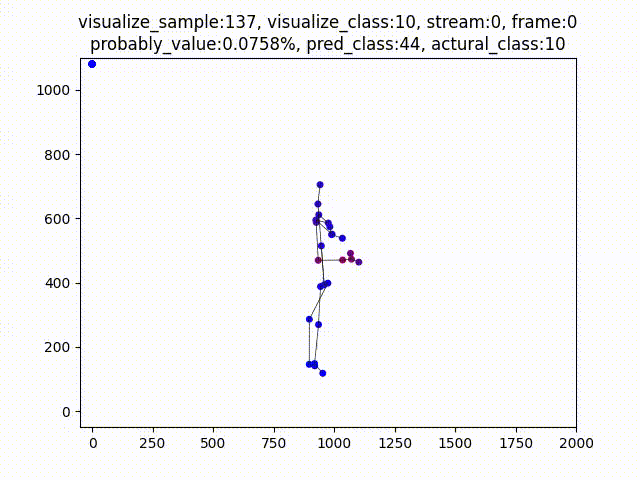 visualize_sample:137, visualize_class:10, stream:0, frame:0
probably_value:0.0758%, pred_class:44, actural_class:10
1000
800
600
400
200
0
0 250 500 750 1000 1250 1500 1750 2000